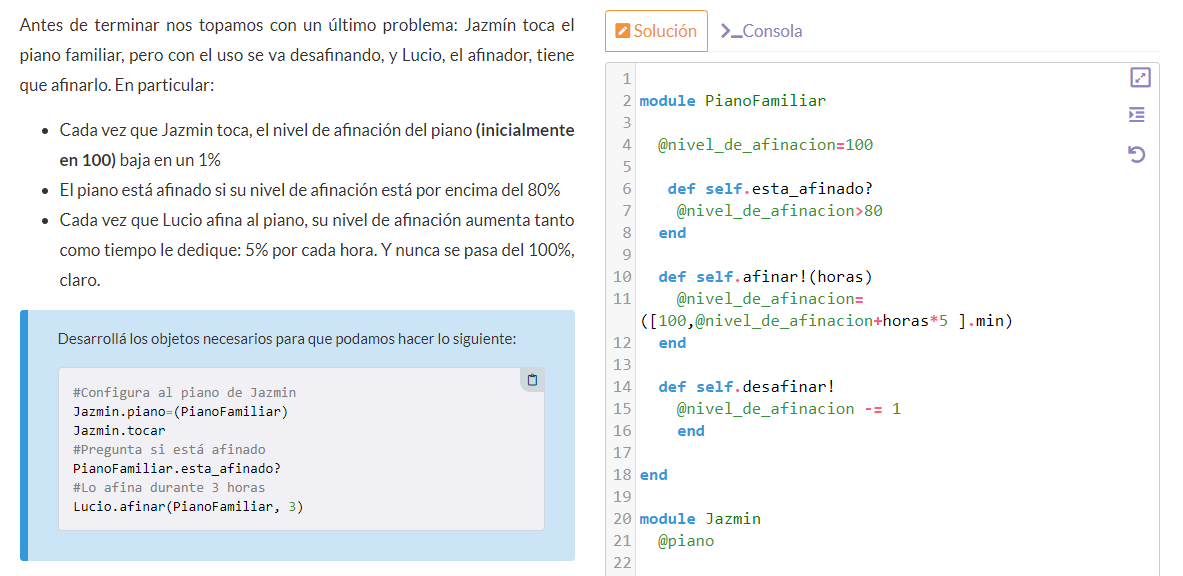 Antes de terminar nos topamos con un último problema: Jazmín toca el
piano familiar, pero con el uso se va desafinando, y Lucio, el afinador, tiene
que afinarlo. En particular:
• Cada vez que Jazmin toca, el nivel de afinación del piano (inicialmente
en 100) baja en un 1%
• El piano está afinado si su nivel de afinación está por encima del 80%
• Cada vez que Lucio afina al piano, su nivel de afinación aumenta tanto
como tiempo le dedique: 5% por cada hora. Y nunca se pasa del 100%,
claro.
Desarrollá los objetos necesarios para que podamos hacer lo siguiente:
#Configura al piano de Jazmin
Jazmin.piano=(PianoFamiliar)
Jazmin.tocar
#Pregunta si está afinado
PianoFamiliar.esta_afinado?
#Lo afina durante 3 horas
Lucio.afinar(PianoFamiliar, 3)
Solución >_Consola
1
2 module PianoFamiliar
3
4 @nivel_de_afinacion=100
5
6 def self.esta_afinado?
7 @nivel_de_afinacion>80
8 end
9
10 def self.afinar!(horas)
11 @nivel_de_afinacion=
([100,@nivel_de_afinacion+horas*5 ].min)
12 end
13
14 def self.desafinar!
15 @nivel_de_afinacion -= 1
16 end
17
18 end
19
20 module Jazmin
21 @piano
22